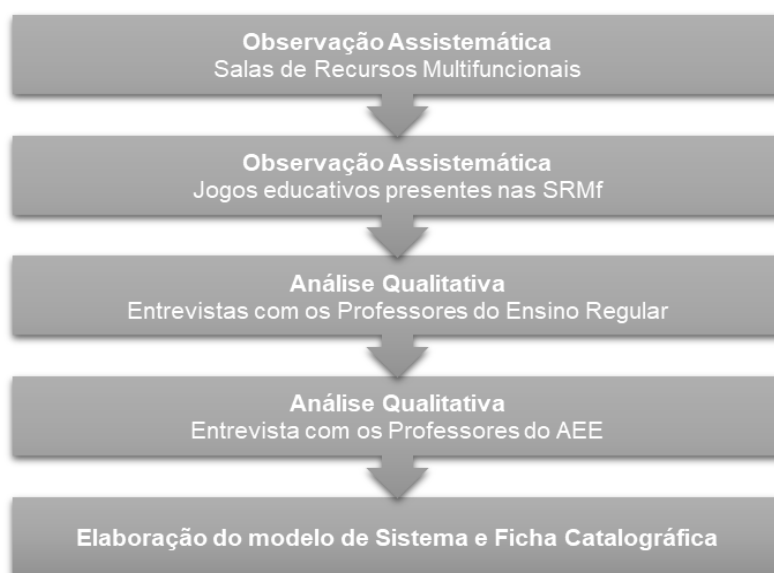 Observação Assistemática
Salas de Recursos Multifuncionais
Observação Assistemática
Jogos educativos presentes nas SRMf
Análise Qualitativa
Entrevistas com os Professores do Ensino Regular
Análise Qualitativa
Entrevista com os Professores do AEE
Elaboração do modelo de Sistema e Ficha Catalográfica